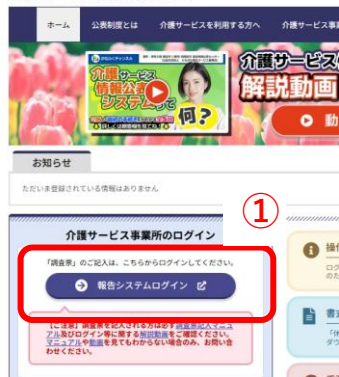 ホーム 公表制度とは 介護サービスを利用する方へ 介護サービス事
介護サービス
情報公表
システムって
何?
介護サービス
解説動画
お知らせ
ただいま登録されている情報はありません
①
介護サービス事業所のログイン
「調査票」のご記入は、こちらからログインしてください。
報告システムログイン
【ご注意】調査票を記入される方は必ず調査票記入マニュ
アル及びログイン等に関する解説動画をご確認ください。
マニュアルや動画を見てもわからない場合のみ、お問い合
わせください。
操作
ログ
のた
書式
ダウ